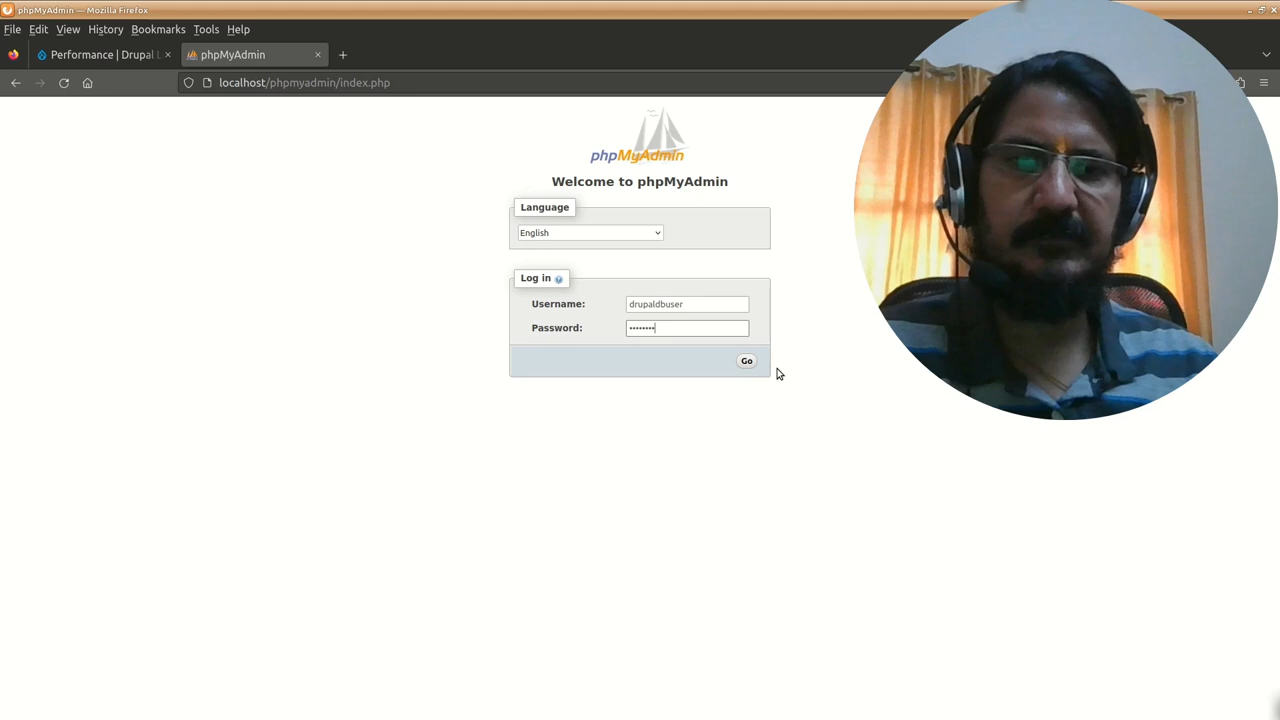 phpMyAdmin — Mozilla Firefox
File Edit View History Bookmarks Tools Help
Performance | Drupal
phpMyAdmin
localhost/phpmyadmin/index.php
phpMyAdmin
Welcome to phpMyAdmin
Language
English
Log in
Username:
drupaldbuser
Password:
••••••••
Go